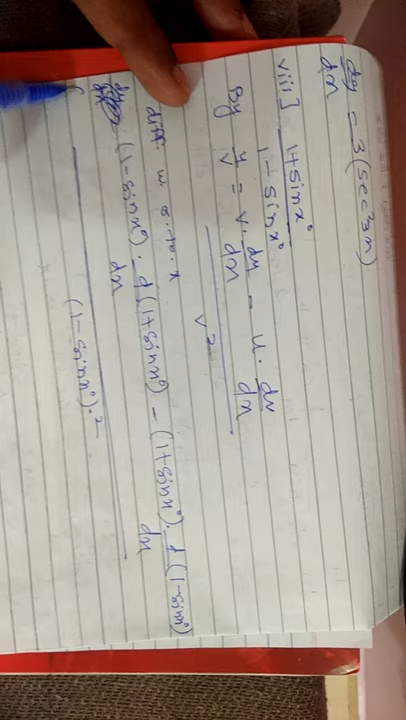 dy/dx = 3(sec²3x)
viii] 1+sinx° / 1-sinx°
By u/v = v·du/dx - u·dv/dx / v²
diff. w.r.to.x
(1-sinx°)·d/dx(1+sinx°) - (1+sinx°)·d/dx(1-sinx°)
(1-sinx°)²